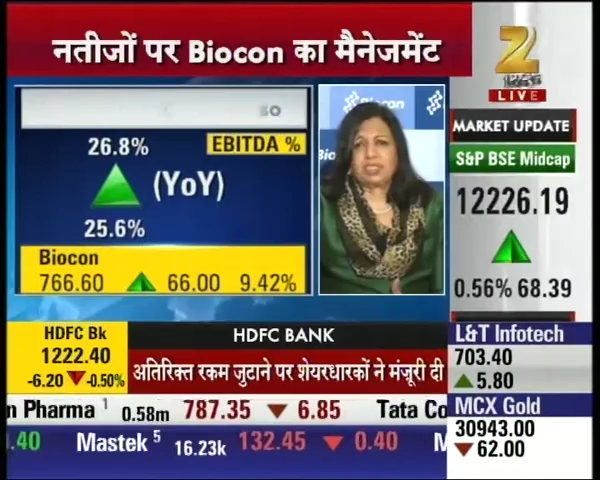 नतीजों पर Biocon का मैनेजमेंट
LIVE
26.8%
EBITDA %
(YoY)
25.6%
Biocon
766.60 66.00 9.42%
Biocon
MARKET UPDATE
S&P BSE Midcap
12226.19
0.56% 68.39
HDFC Bk
1222.40
-6.20 -0.50%
HDFC BANK
अतिरिक्त रकम जुटाने पर शेयरधारकों ने मंजूरी दी
L&T Infotech
703.40
5.80
MCX Gold
30943.00
62.00
n Pharma 1 0.58m 787.35 6.85 Tata Co
.40 Mastek 5 16.23k 132.45 0.40 M